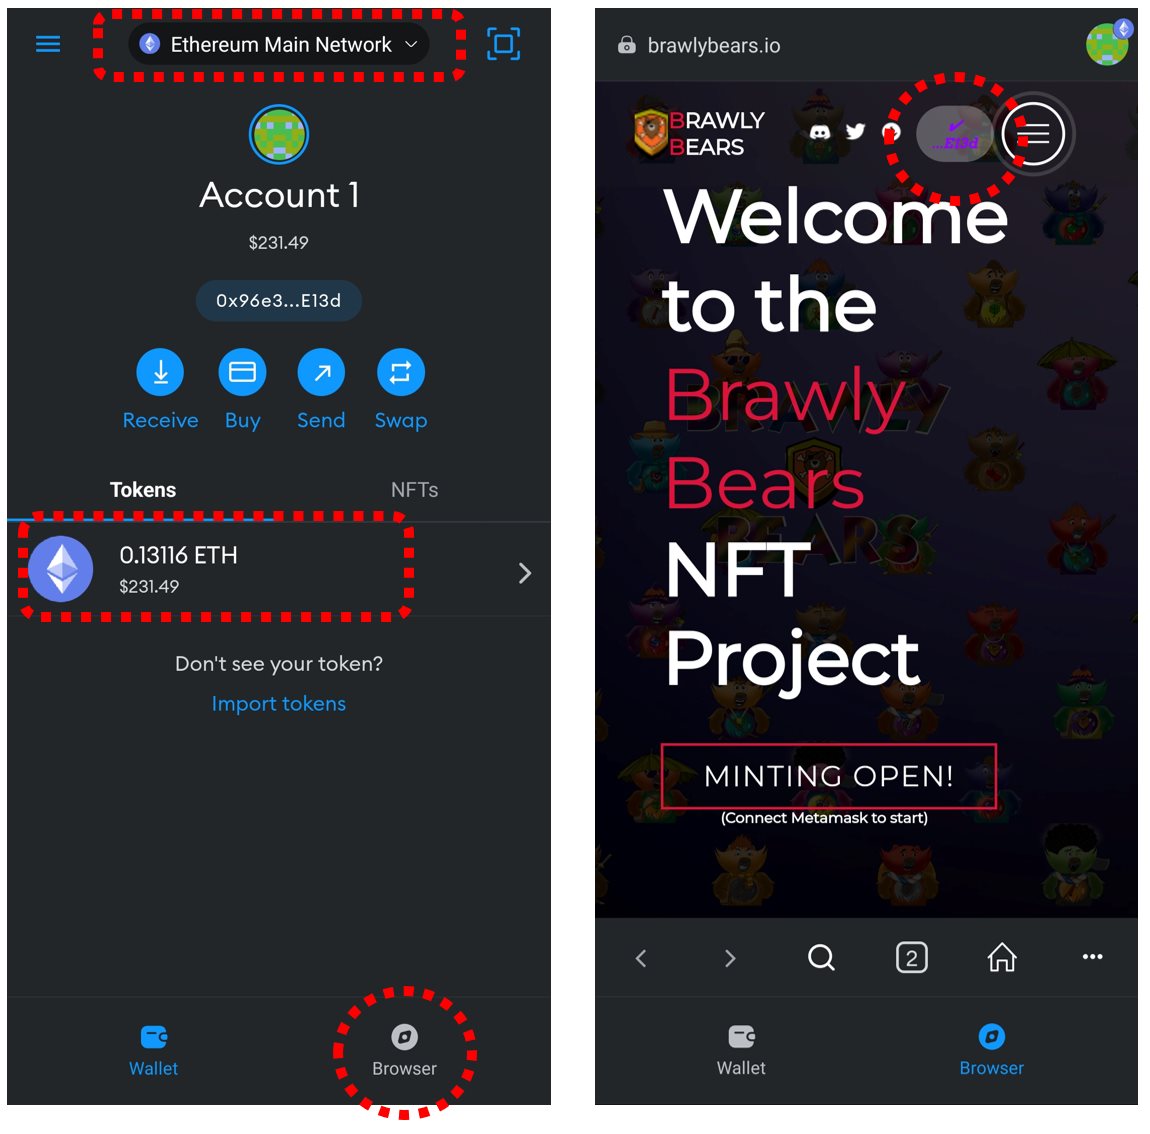 Ethereum Main Network
Account 1
$231.49
0x96e3...E13d
Receive
Buy
Send
Swap
Tokens
NFTs
0.13116 ETH
$231.49
Don't see your token?
Import tokens
Wallet
Browser
brawlybears.io
BRAWLY
BEARS
...E13d
Welcome
to the
Brawly
Bears
NFT
Project
BRAWLY
BEARS
MINTING OPEN!
(Connect Metamask to start)
2
Wallet
Browser